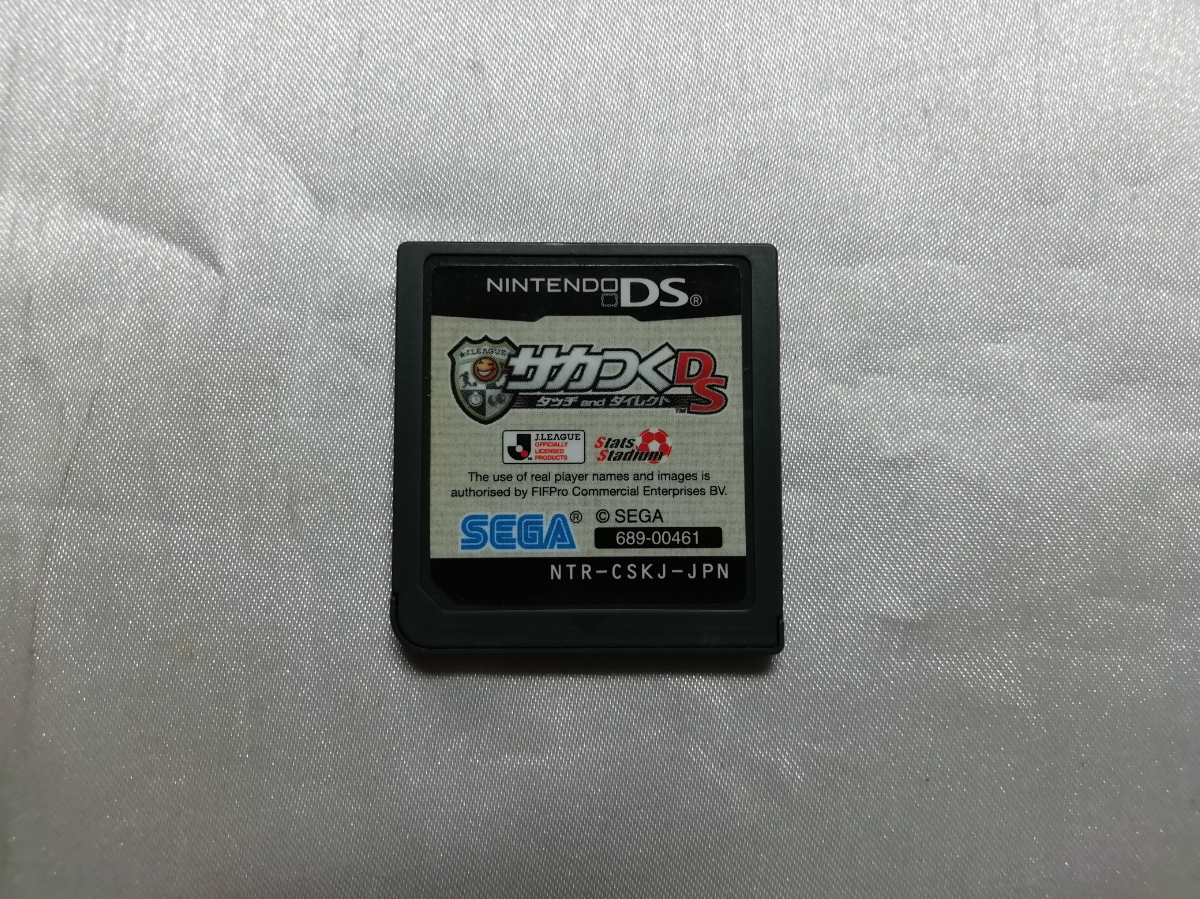 NINTENDO DS®
J.LEAGUE
サカつくDS
タッチ and ダイレクト TM
J.LEAGUE
OFFICIALLY
LICENSED
PRODUCTS
Stats
Stadium
The use of real player names and images is
authorised by FIFPro Commercial Enterprises BV.
SEGA® © SEGA
689-00461
NTR-CSKJ-JPN